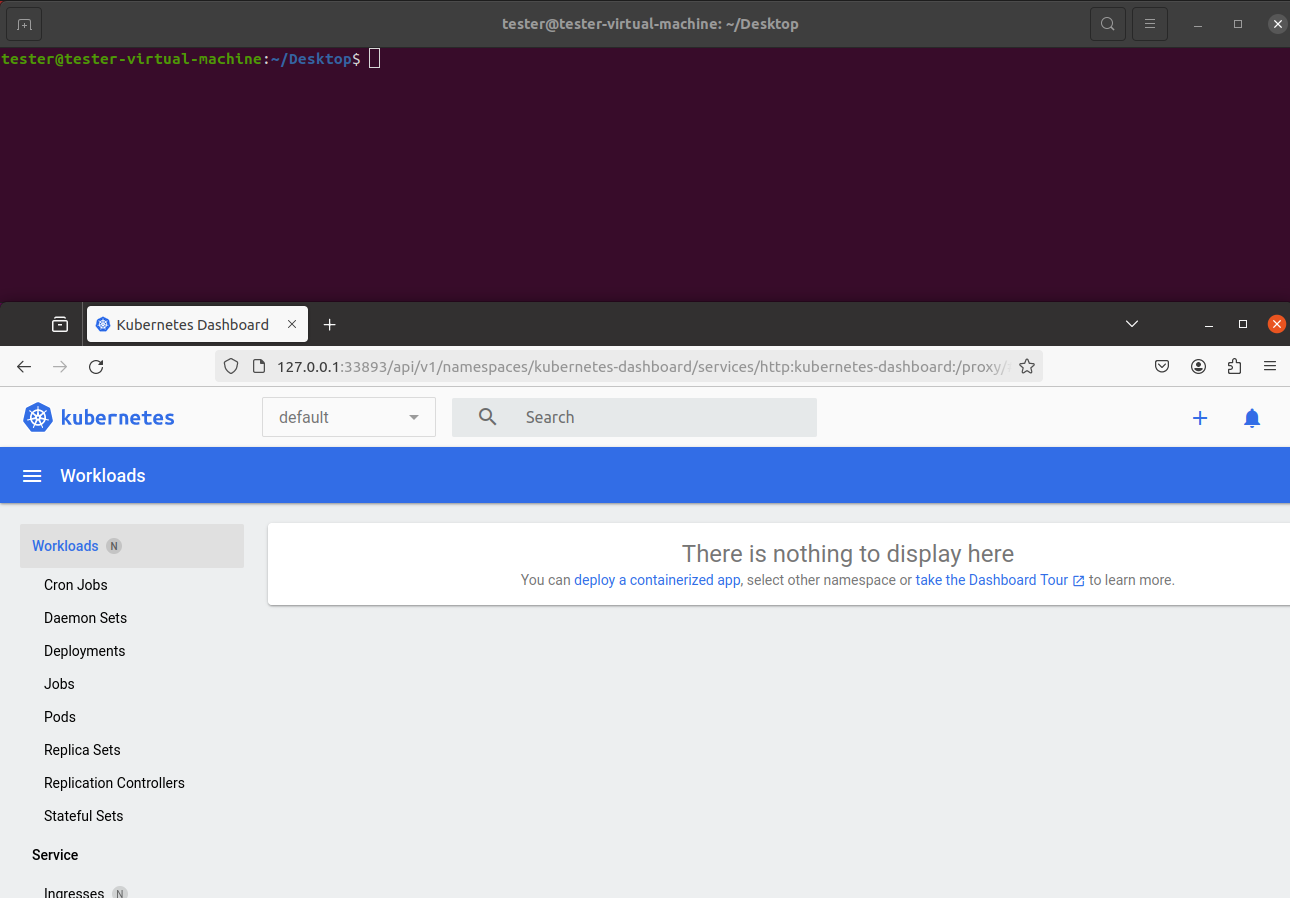 tester@tester-virtual-machine: ~/Desktop
tester@tester-virtual-machine:~/Desktop$
Kubernetes Dashboard
127.0.0.1:33893/api/v1/namespaces/kubernetes-dashboard/services/http:kubernetes-dashboard:/proxy/
kubernetes
default
Search
Workloads
Workloads N
There is nothing to display here
You can deploy a containerized app, select other namespace or take the Dashboard Tour to learn more.
Cron Jobs
Daemon Sets
Deployments
Jobs
Pods
Replica Sets
Replication Controllers
Stateful Sets
Service
Ingresses N